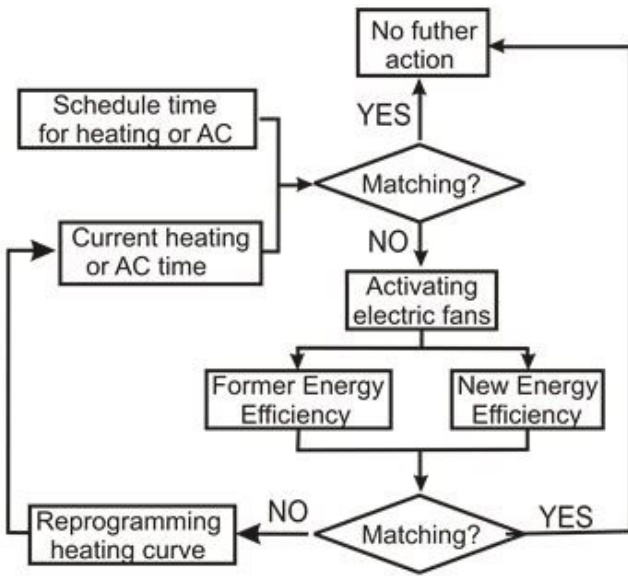 No futher
action
YES
Schedule time
for heating or AC
Matching?
Current heating
or AC time
NO
Activating
electric fans
Former Energy
Efficiency
New Energy
Efficiency
Reprogramming
heating curve
NO
Matching?
YES